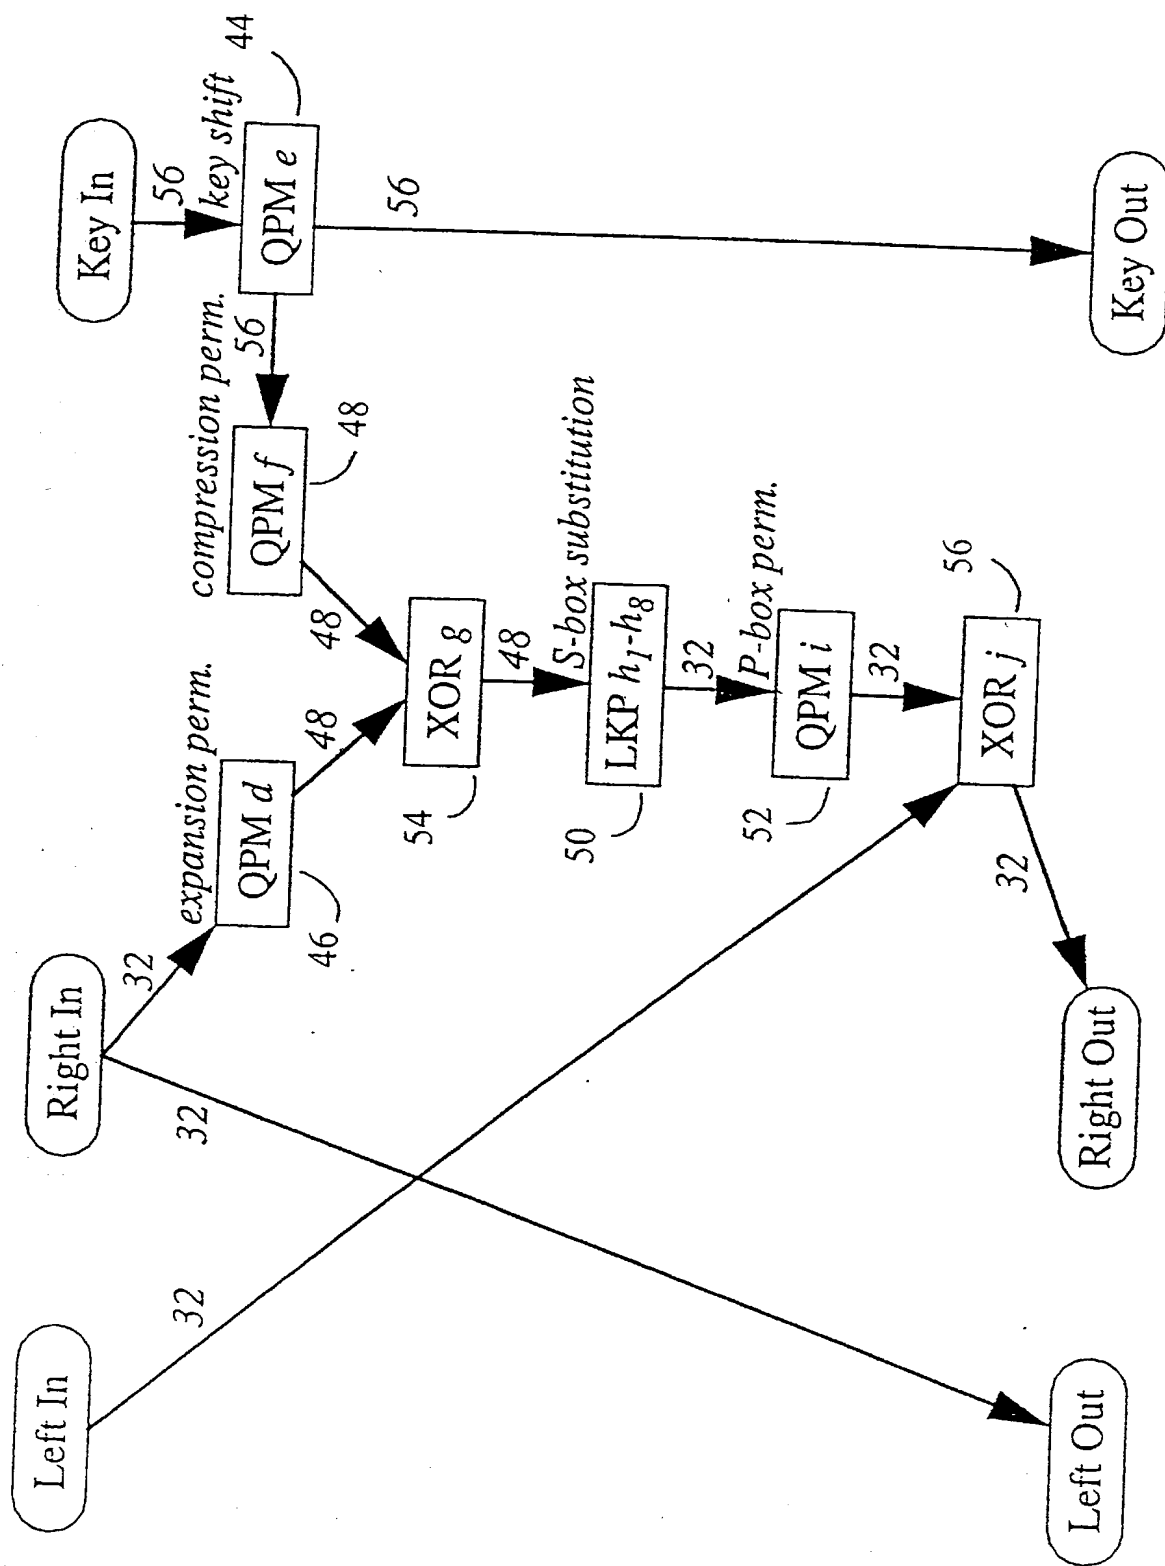 Left In
Right In
Key In
32
32
32
56
key shift
44
expansion perm.
compression perm.
QPM d
QPM f
56
QPM e
46
48
56
48
48
XOR g
54
48
S-box substitution
LKP h1-h8
50
32
P-box perm.
QPM i
52
32
XOR j
56
32
Left Out
Right Out
Key Out